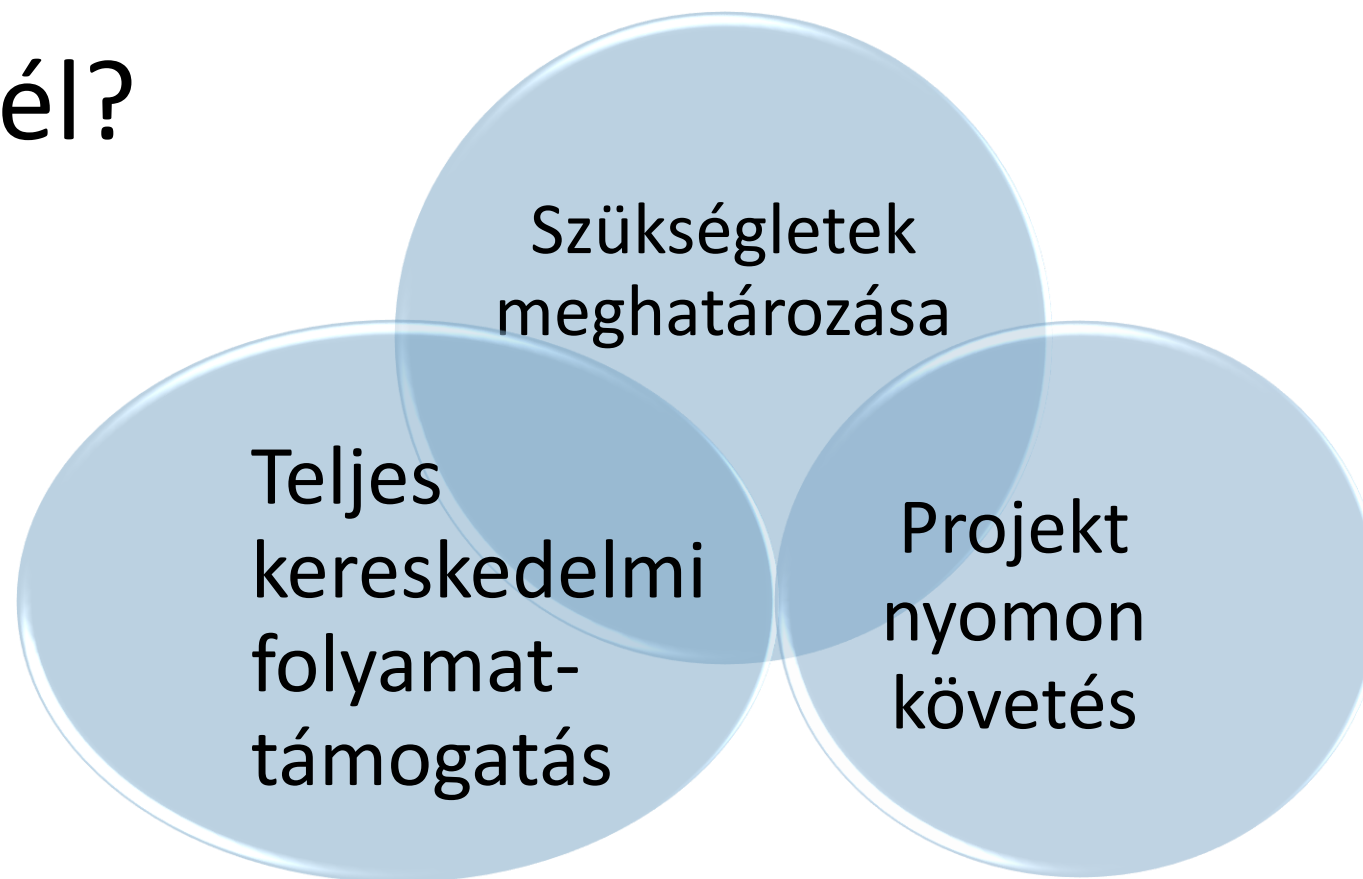 él?
Szükségletek
meghatározása
Teljes
kereskedelmi
folyamat-
támogatás
Projekt
nyomon
követés